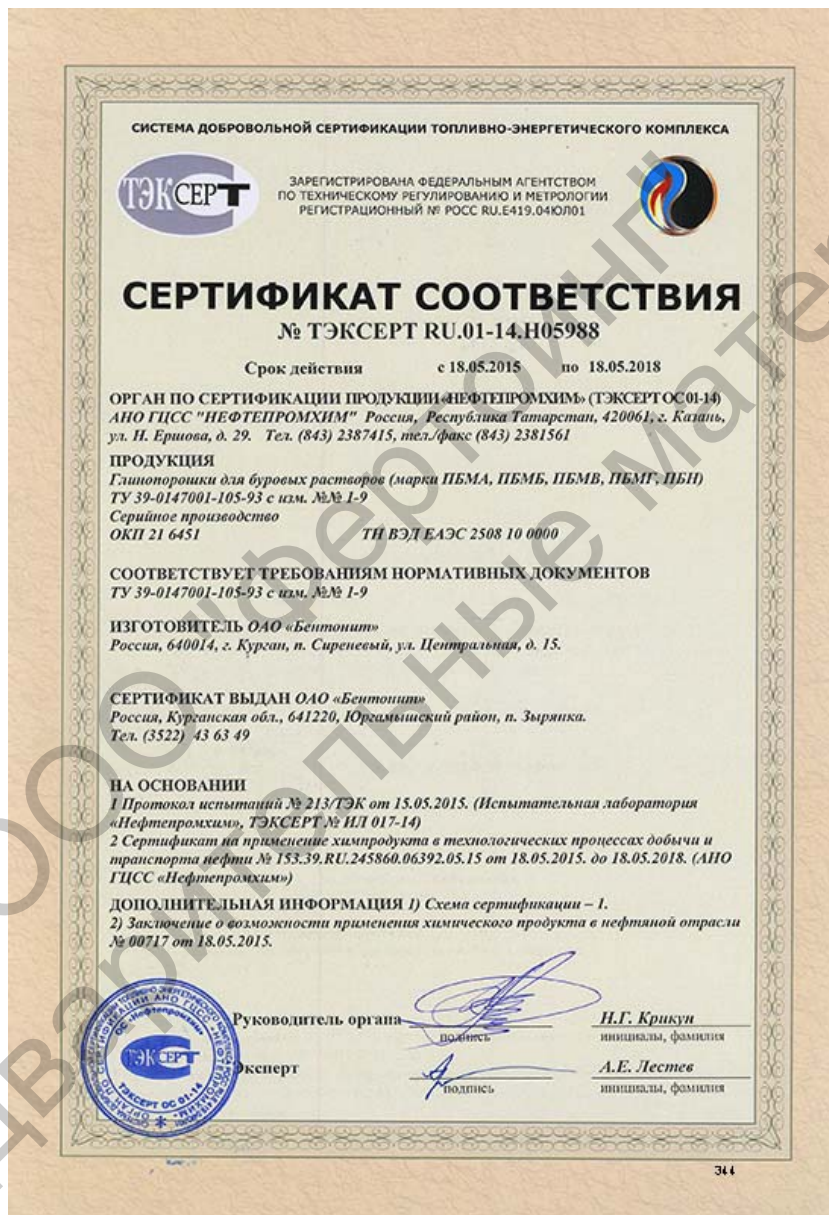 СИСТЕМА ДОБРОВОЛЬНОЙ СЕРТИФИКАЦИИ ТОПЛИВНО-ЭНЕРГЕТИЧЕСКОГО КОМПЛЕКСА
ТЭКСЕРТ
ЗАРЕГИСТРИРОВАНА ФЕДЕРАЛЬНЫМ АГЕНТСТВОМ
ПО ТЕХНИЧЕСКОМУ РЕГУЛИРОВАНИЮ И МЕТРОЛОГИИ
РЕГИСТРАЦИОННЫЙ № РОСС RU.E419.04ЮЛ01
СЕРТИФИКАТ СООТВЕТСТВИЯ
№ ТЭКСЕРТ RU.01-14.Н05988
Срок действия с 18.05.2015 по 18.05.2018
ОРГАН ПО СЕРТИФИКАЦИИ ПРОДУКЦИИ «НЕФТЕПРОМХИМ» (ТЭКСЕРТ ОС 01-14)
АНО ГЦСС "НЕФТЕПРОМХИМ" Россия, Республика Татарстан, 420061, г. Казань,
ул. Н. Ершова, д. 29. Тел. (843) 2387415, тел./факс (843) 2381561
ПРОДУКЦИЯ
Глинопорошки для буровых растворов (марки ПБМА, ПБМБ, ПБМВ, ПБМГ, ПБН)
ТУ 39-0147001-105-93 с изм. №№ 1-9
Серийное производство
ОКП 21 6451 ТН ВЭД ЕАЭС 2508 10 0000
СООТВЕТСТВУЕТ ТРЕБОВАНИЯМ НОРМАТИВНЫХ ДОКУМЕНТОВ
ТУ 39-0147001-105-93 с изм. №№ 1-9
ИЗГОТОВИТЕЛЬ ОАО «Бентонит»
Россия, 640014, г. Курган, п. Сиреневый, ул. Центральная, д. 15.
СЕРТИФИКАТ ВЫДАН ОАО «Бентонит»
Россия, Курганская обл., 641220, Юргамышский район, п. Зырянка.
Тел. (3522) 43 63 49
НА ОСНОВАНИИ
1 Протокол испытаний № 213/ТЭК от 15.05.2015. (Испытательная лаборатория
«Нефтепромхим», ТЭКСЕРТ № ИЛ 017-14)
2 Сертификат на применение химпродукта в технологических процессах добычи и
транспорта нефти № 153.39.RU.245860.06392.05.15 от 18.05.2015. до 18.05.2018. (АНО
ГЦСС «Нефтепромхим»)
ДОПОЛНИТЕЛЬНАЯ ИНФОРМАЦИЯ 1) Схема сертификации – 1.
2) Заключение о возможности применения химического продукта в нефтяной отрасли
№ 00717 от 18.05.2015.
Руководитель органа Н.Г. Крикун
подпись инициалы, фамилия
Эксперт А.Е. Лестев
подпись инициалы, фамилия
ТЭКСЕРТ
ТЭКСЕРТ ОС 01-14
344
ООО "Фертоинг"